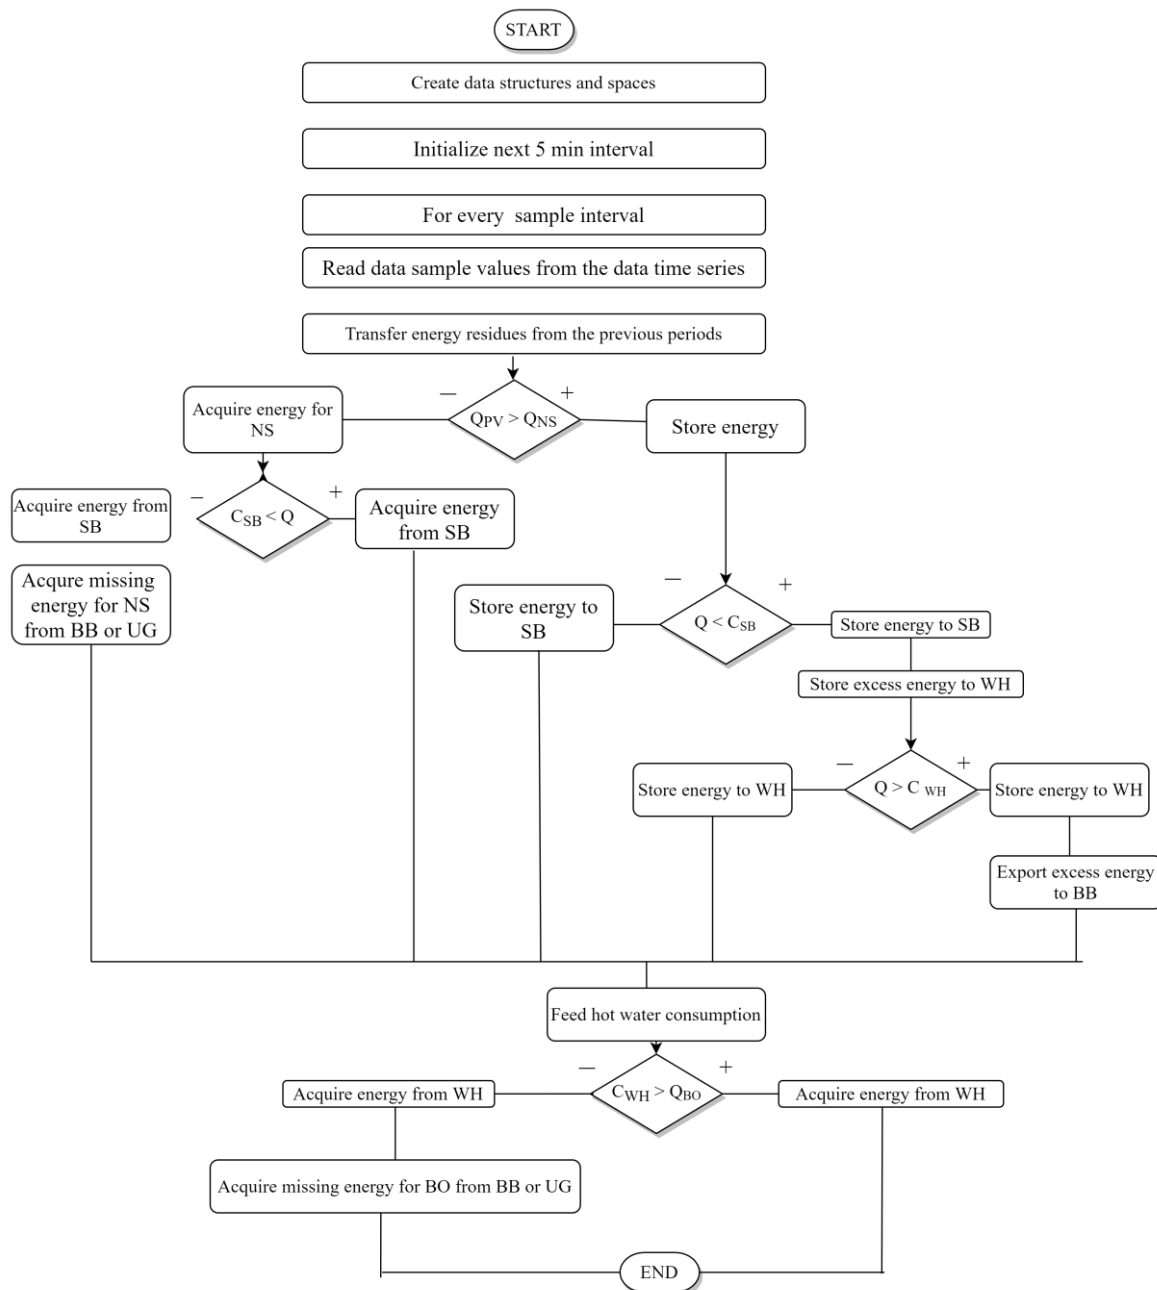 START
Create data structures and spaces
Initialize next 5 min interval
For every sample interval
Read data sample values from the data time series
Transfer energy residues from the previous periods
— +
Acquire energy for
NS
QPV > QNS
Store energy
− +
Acquire energy from
SB
CSB < Q
Acquire energy
from SB
Acqure missing
energy for NS
from BB or UG
— +
Store energy to
SB
Q < CSB
Store energy to SB
Store excess energy to WH
— +
Store energy to WH
Q > C WH
Store energy to WH
Export excess energy
to BB
Feed hot water consumption
— +
Acquire energy from WH
CWH > QBO
Acquire energy from WH
Acquire missing energy for BO from BB or UG
END